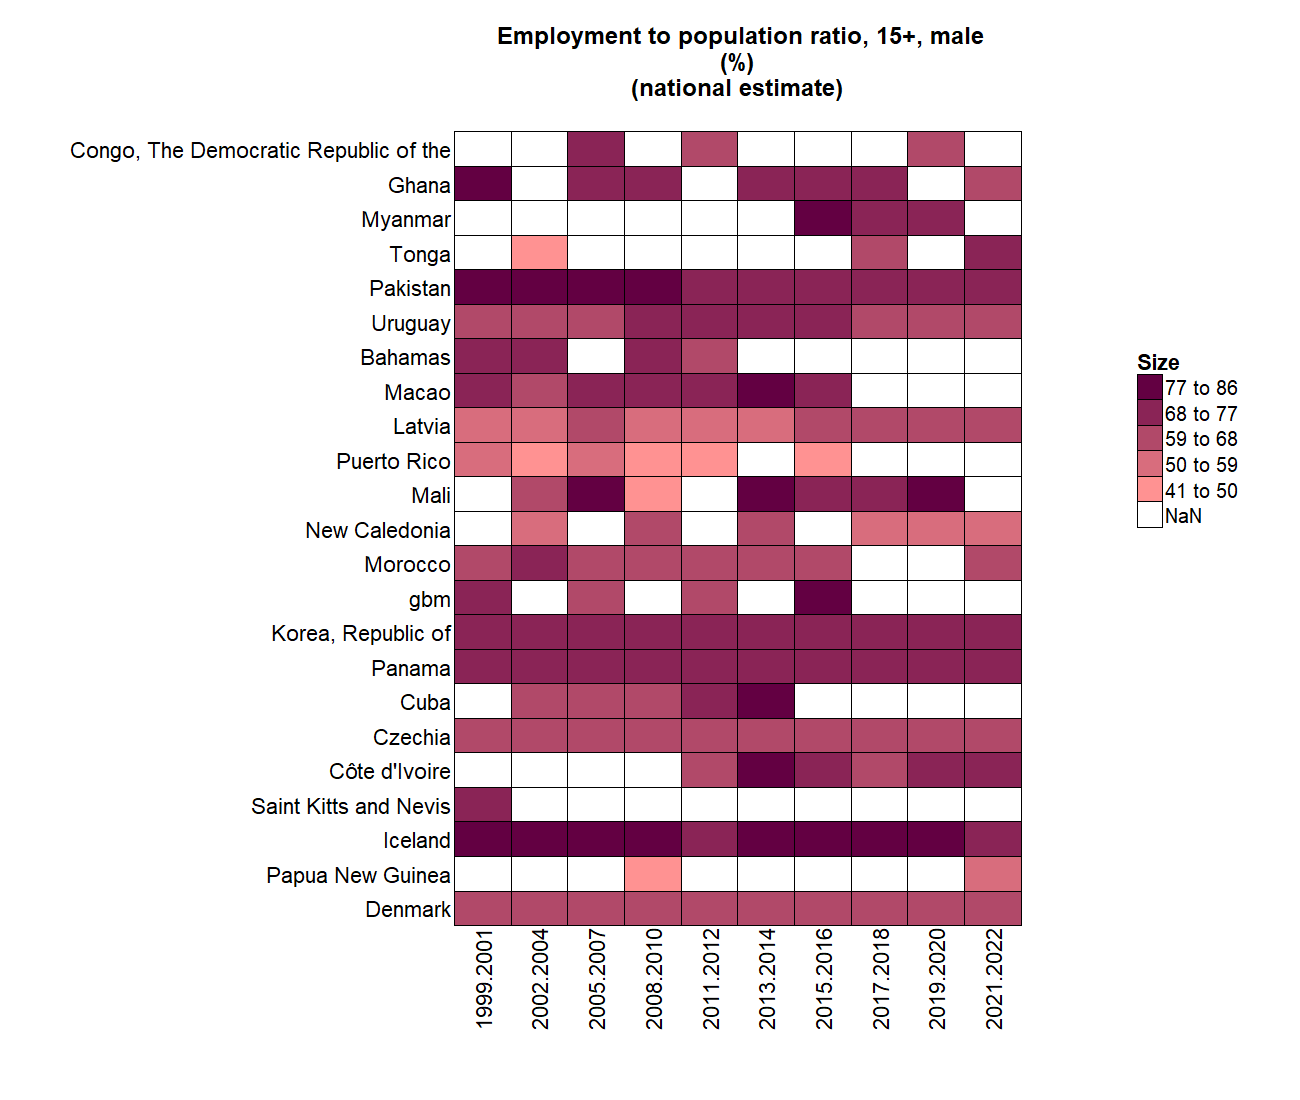 Employment to population ratio, 15+, male
(%)
(national estimate)
Congo, The Democratic Republic of the
Ghana
Myanmar
Tonga
Pakistan
Uruguay
Bahamas
Macao
Latvia
Puerto Rico
Mali
New Caledonia
Morocco
gbm
Korea, Republic of
Panama
Cuba
Czechia
Côte d'Ivoire
Saint Kitts and Nevis
Iceland
Papua New Guinea
Denmark
1999.2001
2002.2004
2005.2007
2008.2010
2011.2012
2013.2014
2015.2016
2017.2018
2019.2020
2021.2022
Size
77 to 86
68 to 77
59 to 68
50 to 59
41 to 50
NaN